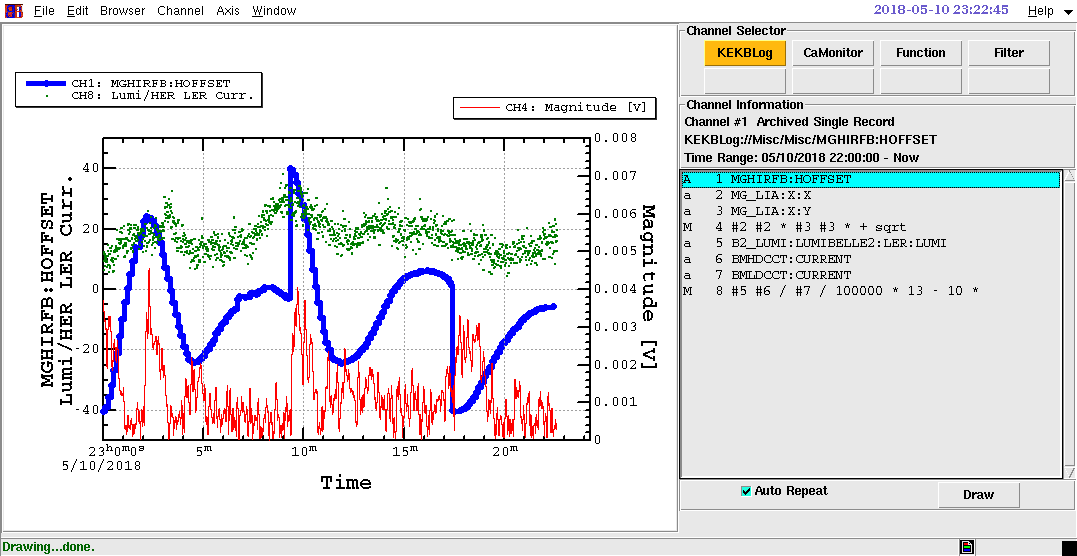 File Edit Browser Channel Axis Window 2018-05-10 23:22:45 Help
CH1: MGHIRFB:HOFFSET
CH8: Lumi/HER LER Curr.
CH4: Magnitude [V]
MGHIRFB:HOFFSET
Lumi/HER LER Curr.
40
20
0
-20
-40
0.008
0.007
0.006
0.005
0.004
0.003
0.002
0.001
0
Magnitude [V]
23h0m0s 5m 10m 15m 20m
5/10/2018
Time
Channel Selector
KEKBLog CaMonitor Function Filter
Channel Information
Channel #1 Archived Single Record
KEKBLog://Misc/Misc/MGHIRFB:HOFFSET
Time Range: 05/10/2018 22:00:00 - Now
A 1 MGHIRFB:HOFFSET
a 2 MG_LIA:X:X
a 3 MG_LIA:X:Y
M 4 #2 #2 * #3 #3 * + sqrt
a 5 B2_LUMI:LUMIBELLE2:LER:LUMI
a 6 BMHDCCT:CURRENT
a 7 BMLDCCT:CURRENT
M 8 #5 #6 / #7 / 100000 * 13 - 10 *
Auto Repeat
Draw
Drawing...done.